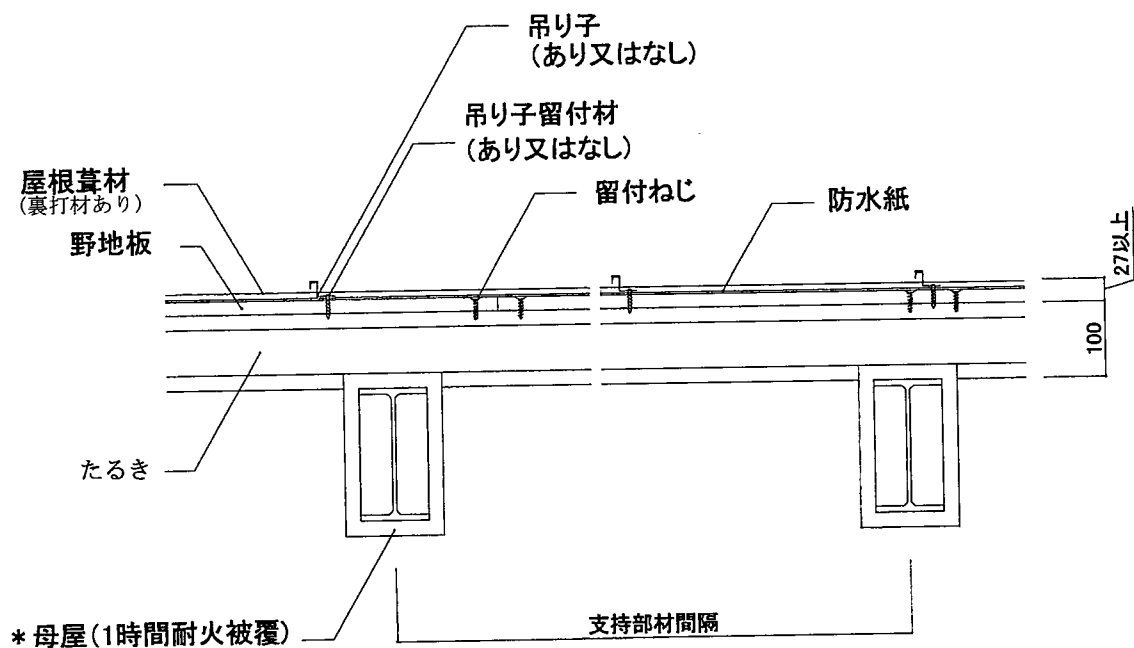 吊り子
(あり又はなし)
吊り子留付材
(あり又はなし)
屋根葺材
(裏打材あり)
留付ねじ
防水紙
野地板
27以上
100
たるき
*母屋(1時間耐火被覆)
支持部材間隔